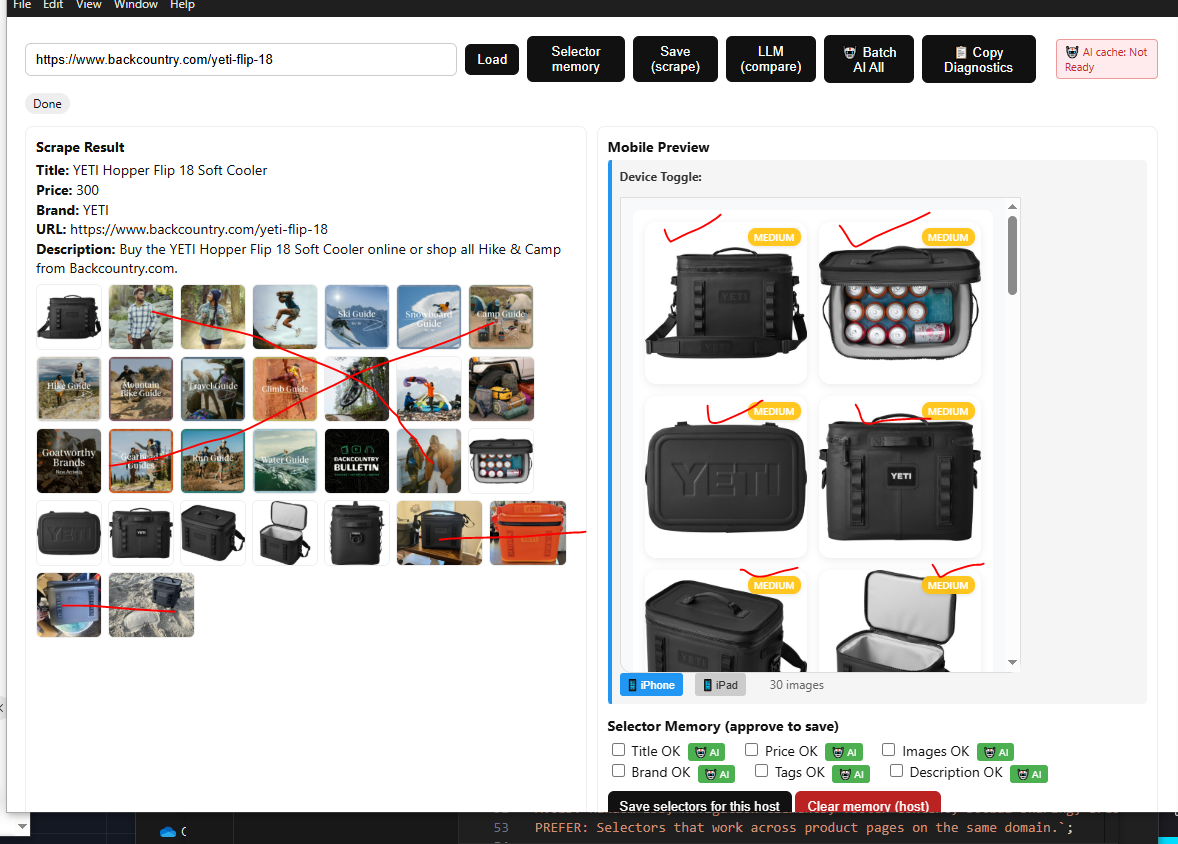 File Edit View Window Help
https://www.backcountry.com/yeti-flip-18
Load
Selector
memory
Save
(scrape)
LLM
(compare)
Batch
AI All
Copy
Diagnostics
AI cache: Not
Ready
Done
Scrape Result
Title: YETI Hopper Flip 18 Soft Cooler
Price: 300
Brand: YETI
URL: https://www.backcountry.com/yeti-flip-18
Description: Buy the YETI Hopper Flip 18 Soft Cooler online or shop all Hike & Camp
from Backcountry.com.
Ski Guide
Snowboard
Guide
Camp Guide
Hike Guide
Mountain
Bike Guide
Travel Guide
Climb Guide
Goatworthy
Brands
New Arrivals
Gearhead
Guides
Run Guide
Water Guide
BACKCOUNTRY
BULLETIN
Mobile Preview
Device Toggle:
MEDIUM
MEDIUM
YETI
MEDIUM
MEDIUM
YETI
YETI
MEDIUM
MEDIUM
YETI
iPhone
iPad
30 images
Selector Memory (approve to save)
Title OK AI Price OK AI Images OK AI
Brand OK AI Tags OK AI Description OK AI
Save selectors for this host
Clear memory (host)
53 PREFER: Selectors that work across product pages on the same domain.`;